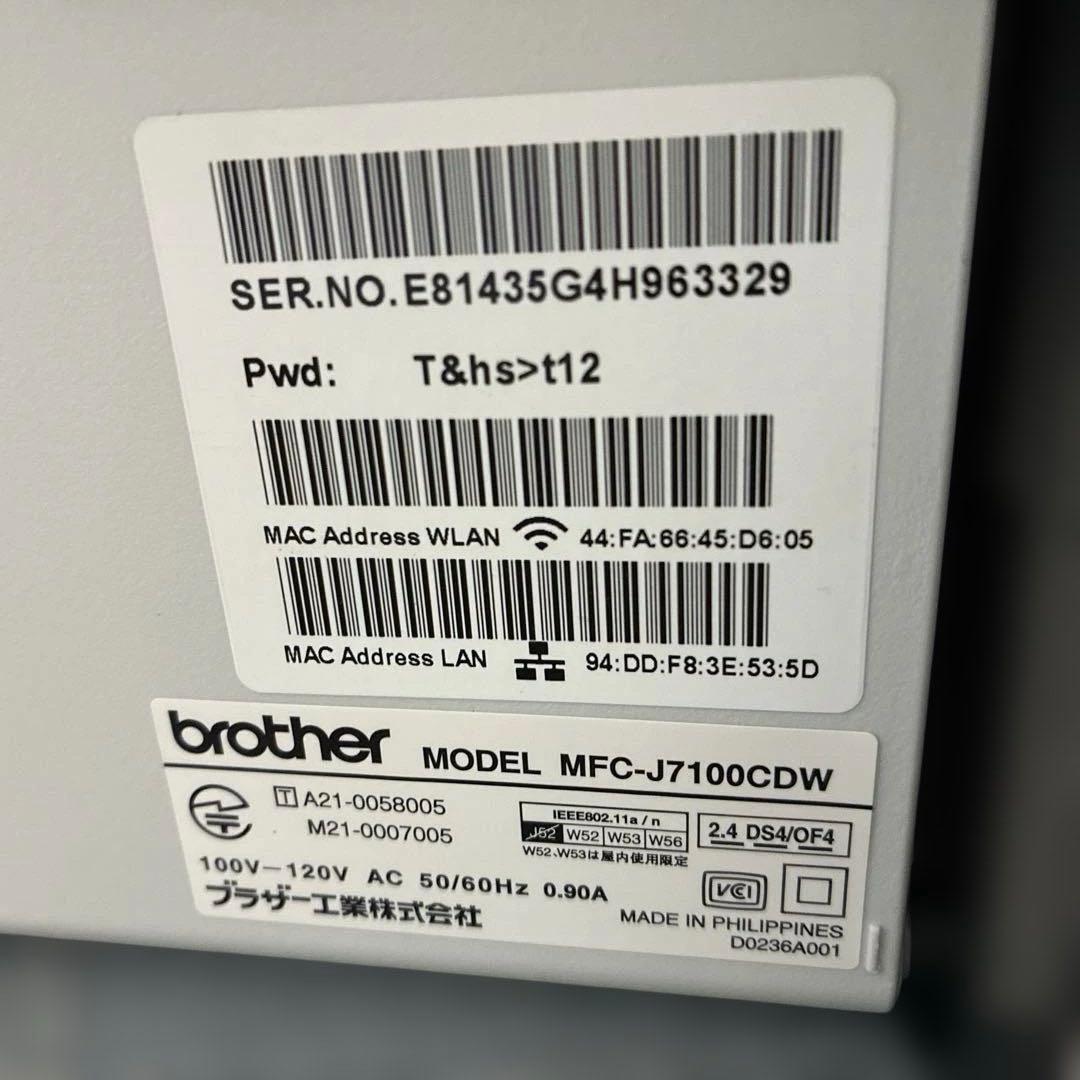 SER.NO.E81435G4H963329
Pwd: T&hs>t12
MAC Address WLAN 44:FA:66:45:D6:05
MAC Address LAN 94:DD:F8:3E:53:5D
brother MODEL MFC-J7100CDW
T A21-0058005
M21-0007005
IEEE802.11a/n
J52 W52 W53 W56
W52、W53は屋内使用限定
2.4 DS4/OF4
100V-120V AC 50/60Hz 0.90A
ブラザー工業株式会社
VCI
MADE IN PHILIPPINES
D0236A001